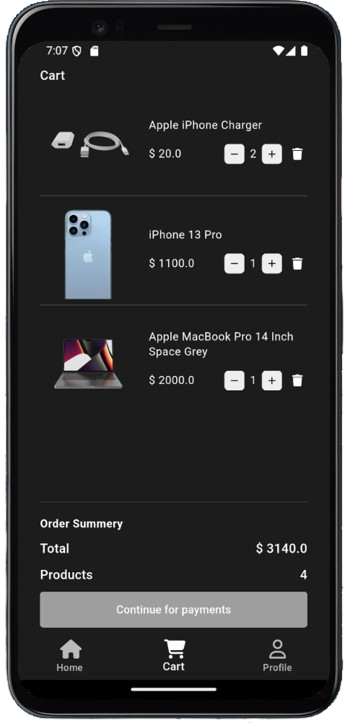 7:07
Cart
Apple iPhone Charger
$ 20.0 − 2 +
iPhone 13 Pro
$ 1100.0 − 1 +
Apple MacBook Pro 14 Inch
Space Grey
$ 2000.0 − 1 +
Order Summery
Total $ 3140.0
Products 4
Continue for payments
Home Cart Profile